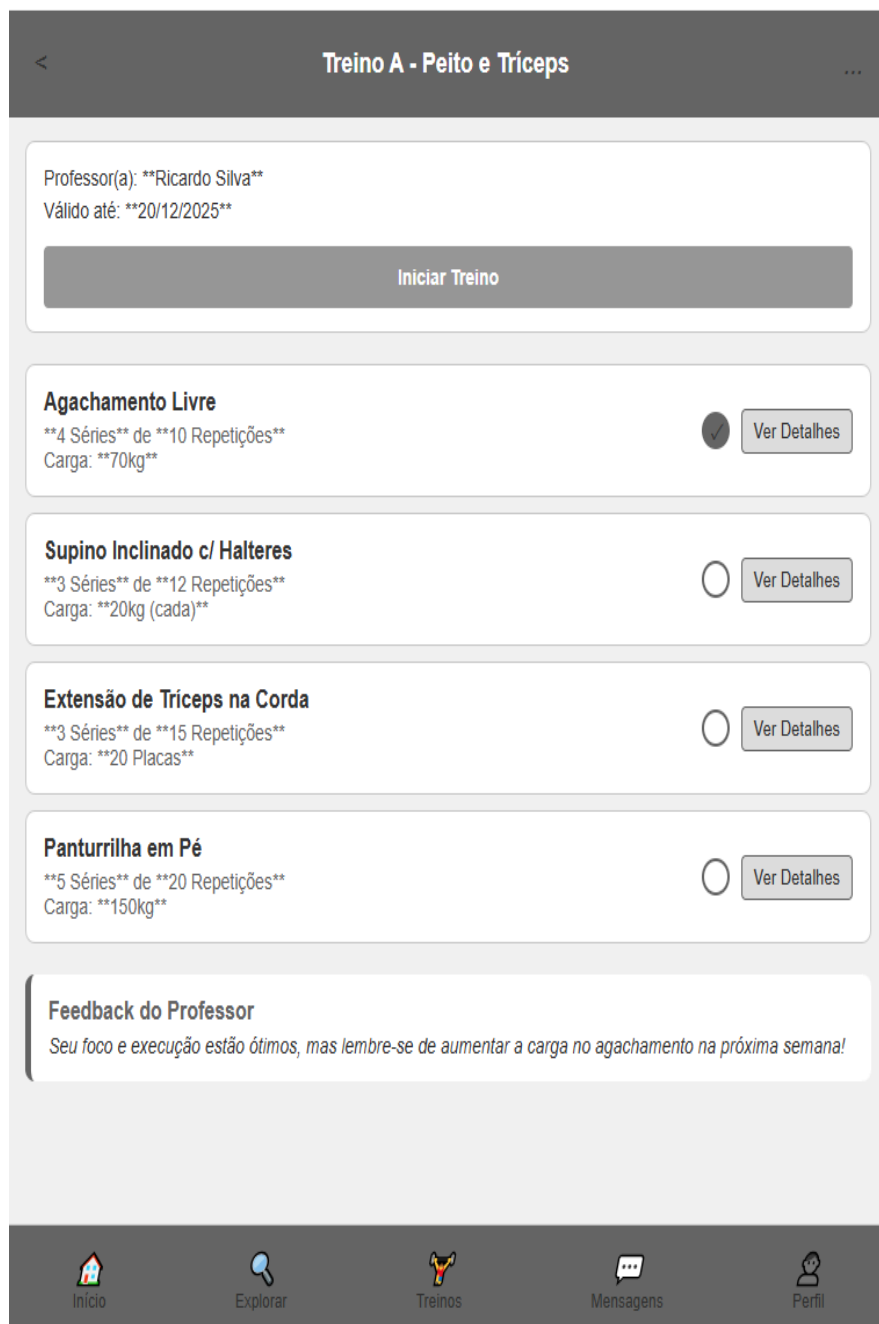 <
Treino A - Peito e Tríceps
...
Professor(a): **Ricardo Silva**
Válido até: **20/12/2025**
Iniciar Treino
Agachamento Livre
**4 Séries** de **10 Repetições**
Carga: **70kg**
✓
Ver Detalhes
Supino Inclinado c/ Halteres
**3 Séries** de **12 Repetições**
Carga: **20kg (cada)**
Ver Detalhes
Extensão de Tríceps na Corda
**3 Séries** de **15 Repetições**
Carga: **20 Placas**
Ver Detalhes
Panturrilha em Pé
**5 Séries** de **20 Repetições**
Carga: **150kg**
Ver Detalhes
Feedback do Professor
Seu foco e execução estão ótimos, mas lembre-se de aumentar a carga no agachamento na próxima semana!
Início
Explorar
Treinos
Mensagens
Perfil